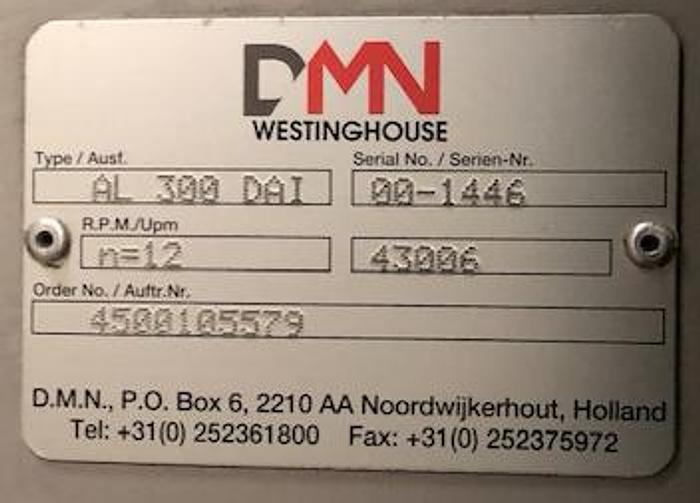 DMN
WESTINGHOUSE
Type / Ausf. Serial No. / Serien-Nr.
AL 300 DAI 00-1446
R.P.M./Upm
n=12 43006
Order No. / Auftr.Nr.
4500105579
D.M.N., P.O. Box 6, 2210 AA Noordwijkerhout, Holland
Tel: +31(0) 252361800 Fax: +31(0) 252375972